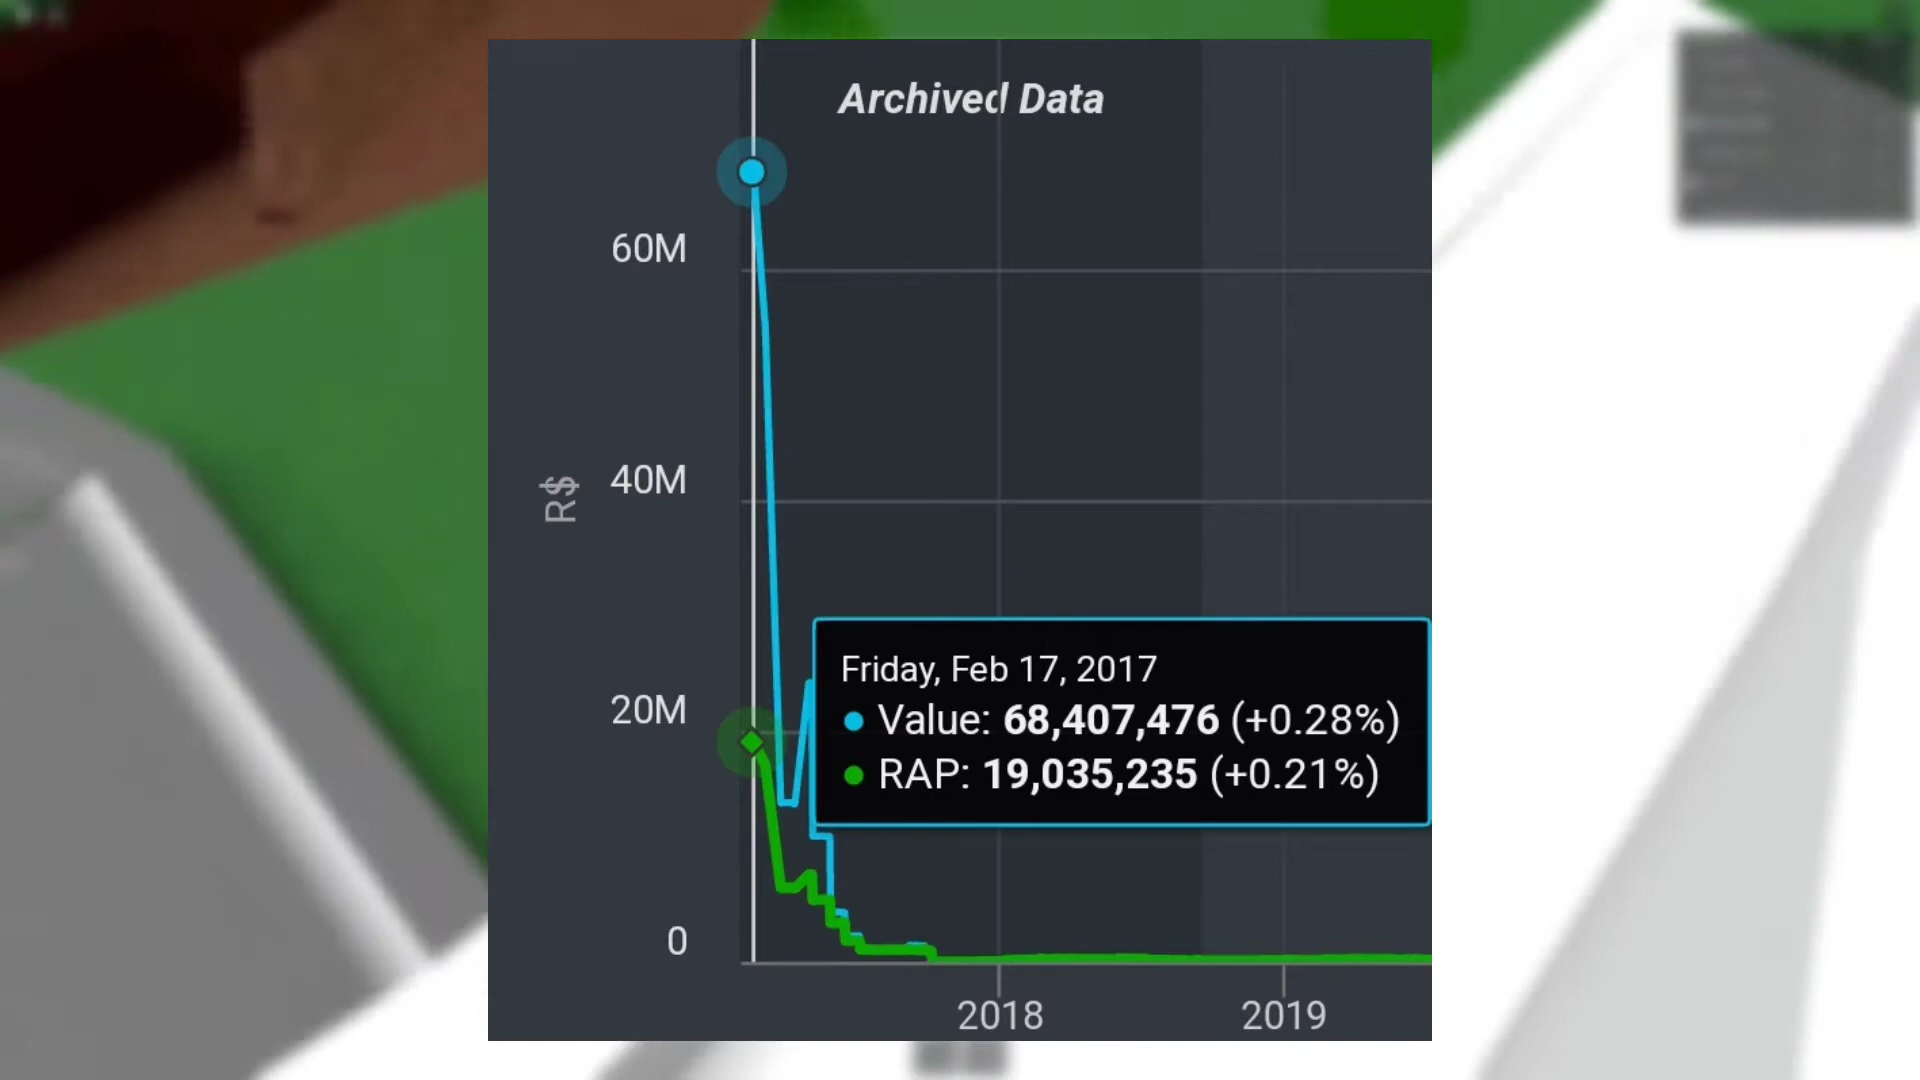 Archived Data
60M
40M
20M
0
R$
Friday, Feb 17, 2017
Value: 68,407,476 (+0.28%)
RAP: 19,035,235 (+0.21%)
2018
2019